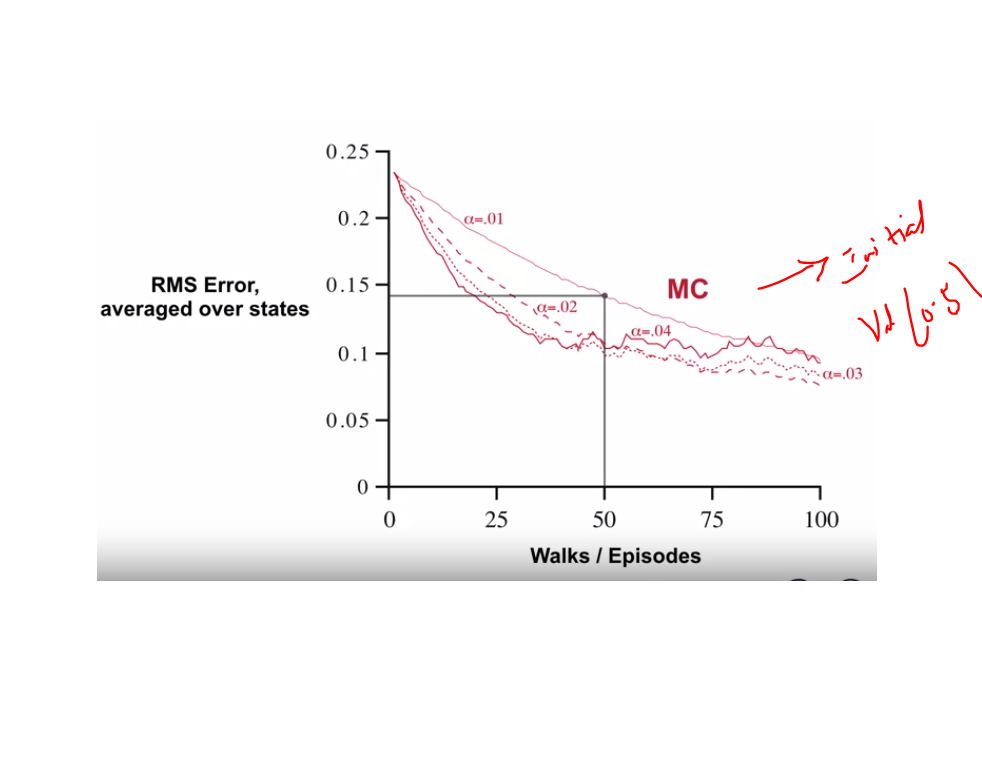 0.25
0.2
0.15
0.1
0.05
0
RMS Error,
averaged over states
α=.01
α=.02
α=.04
α=.03
MC
Initial
Val (0.5)
0 25 50 75 100
Walks / Episodes